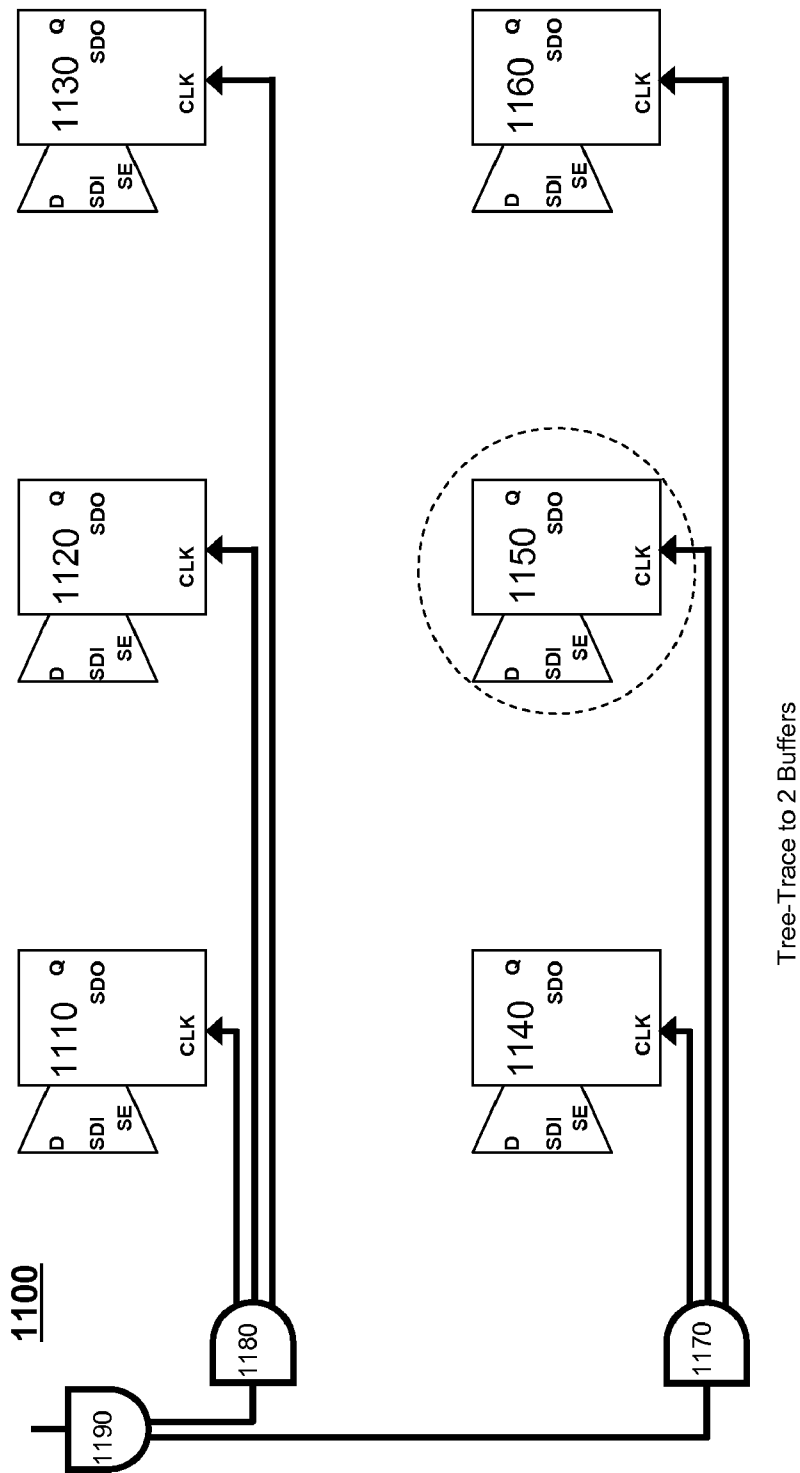 1100
1190
1180
1170
1110
D
SDI
SE
Q
SDO
CLK
1120
D
SDI
SE
Q
SDO
CLK
1130
D
SDI
SE
Q
SDO
CLK
1140
D
SDI
SE
Q
SDO
CLK
1150
D
SDI
SE
Q
SDO
CLK
1160
D
SDI
SE
Q
SDO
CLK
Tree-Trace to 2 Buffers